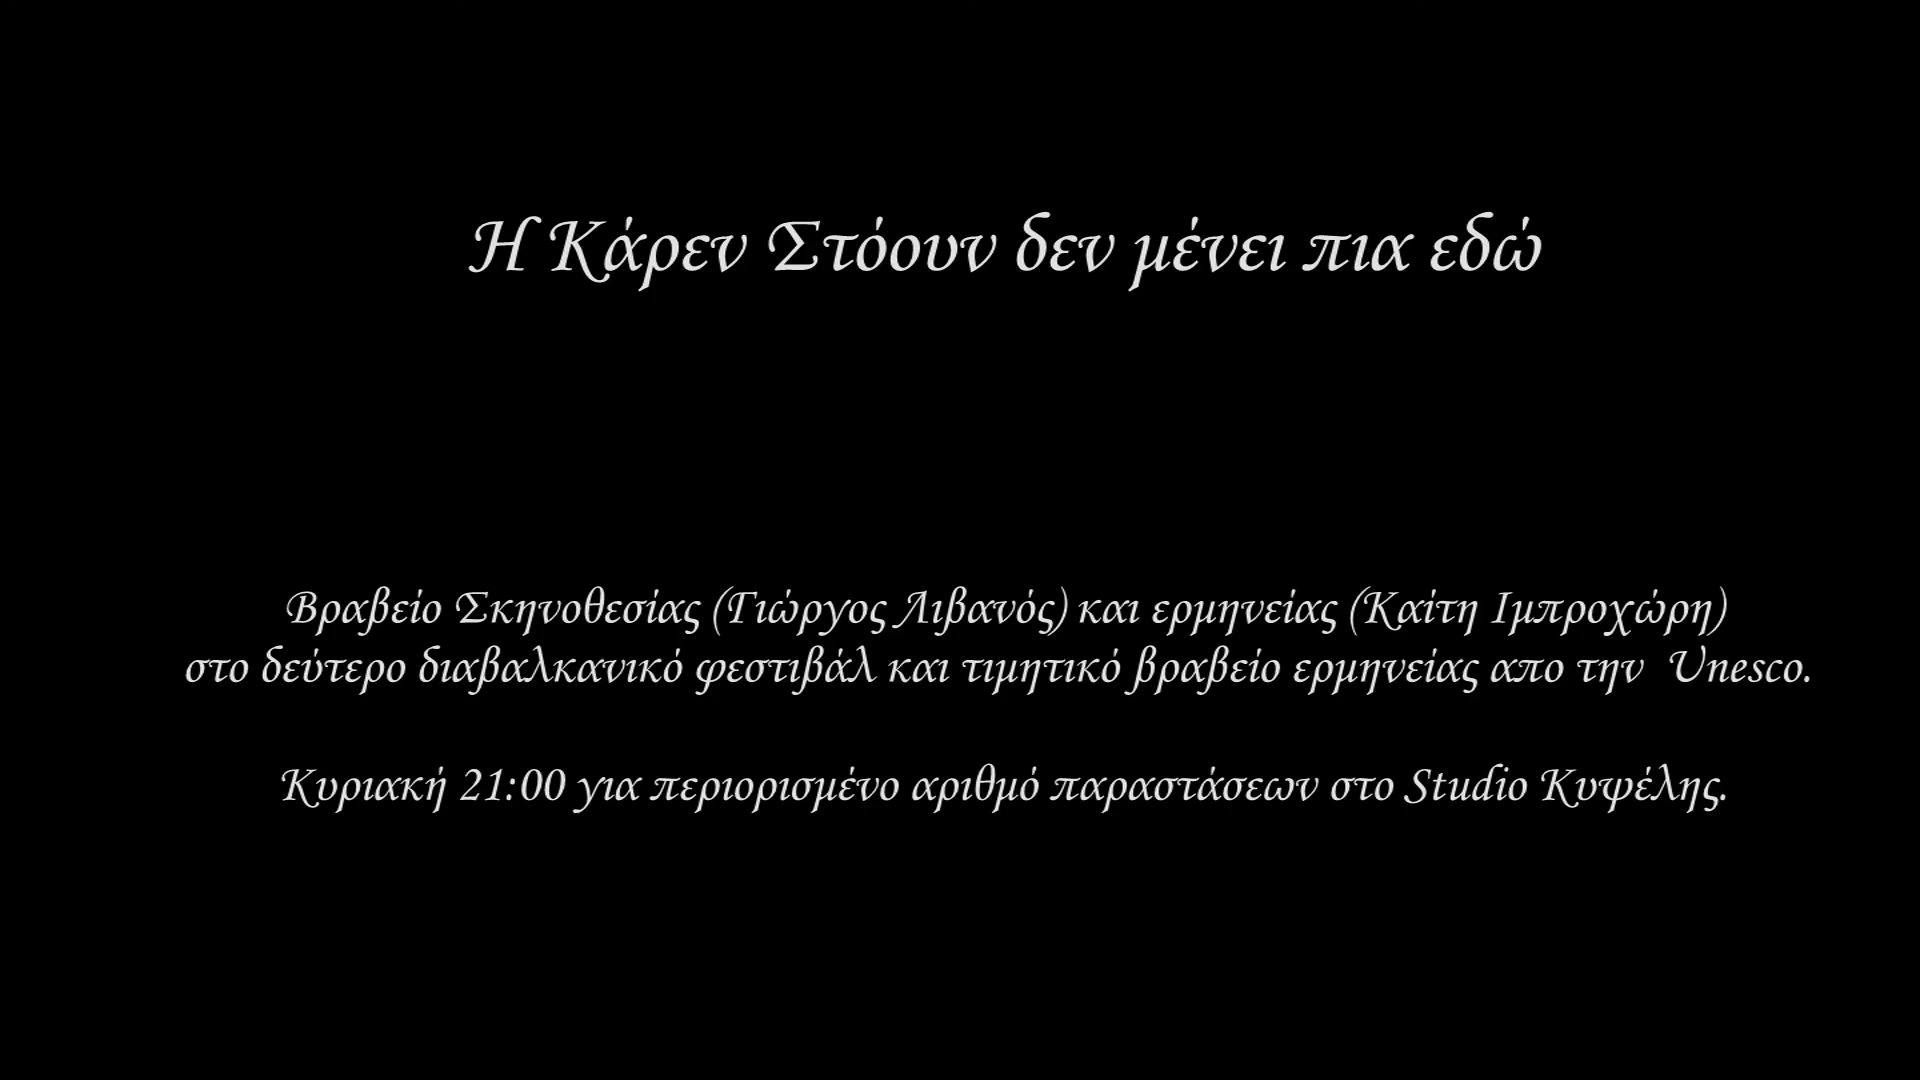 Η Κάρεν Στόουν δεν μένει πια εδώ
Βραβείο Σκηνοθεσίας (Γιώργος Λιβανός) και ερμηνείας (Καίτη Ιμπροχώρη)
στο δεύτερο διαβαλκανικό φεστιβάλ και τιμητικό βραβείο ερμηνείας απο την Unesco.
Κυριακή 21:00 για περιορισμένο αριθμό παραστάσεων στο Studio Κυψέλης.